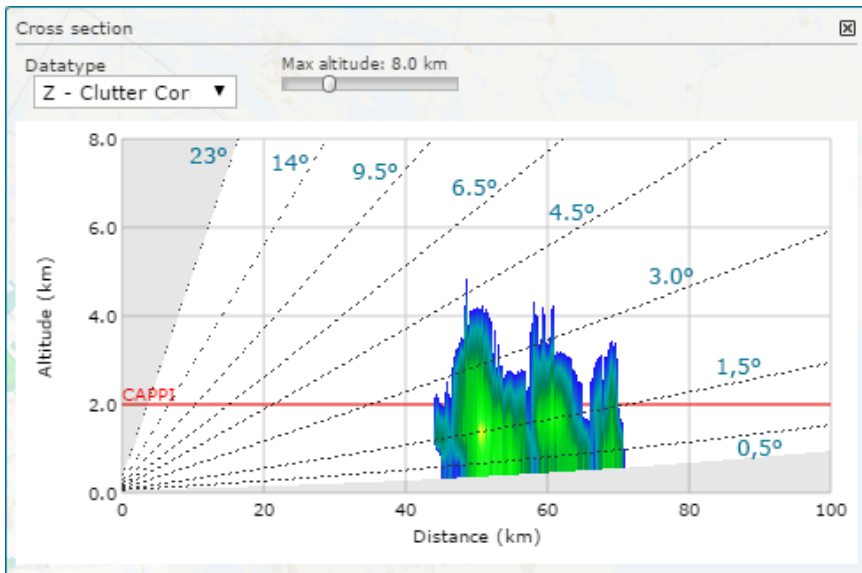 Cross section
Datatype
Max altitude: 8.0 km
Z - Clutter Cor
8.0
6.0
4.0
2.0
0.0
Altitude (km)
23º
14º
9.5º
6.5º
4.5º
3.0º
1,5º
0,5º
CAPPI
0
20
40
60
80
100
Distance (km)